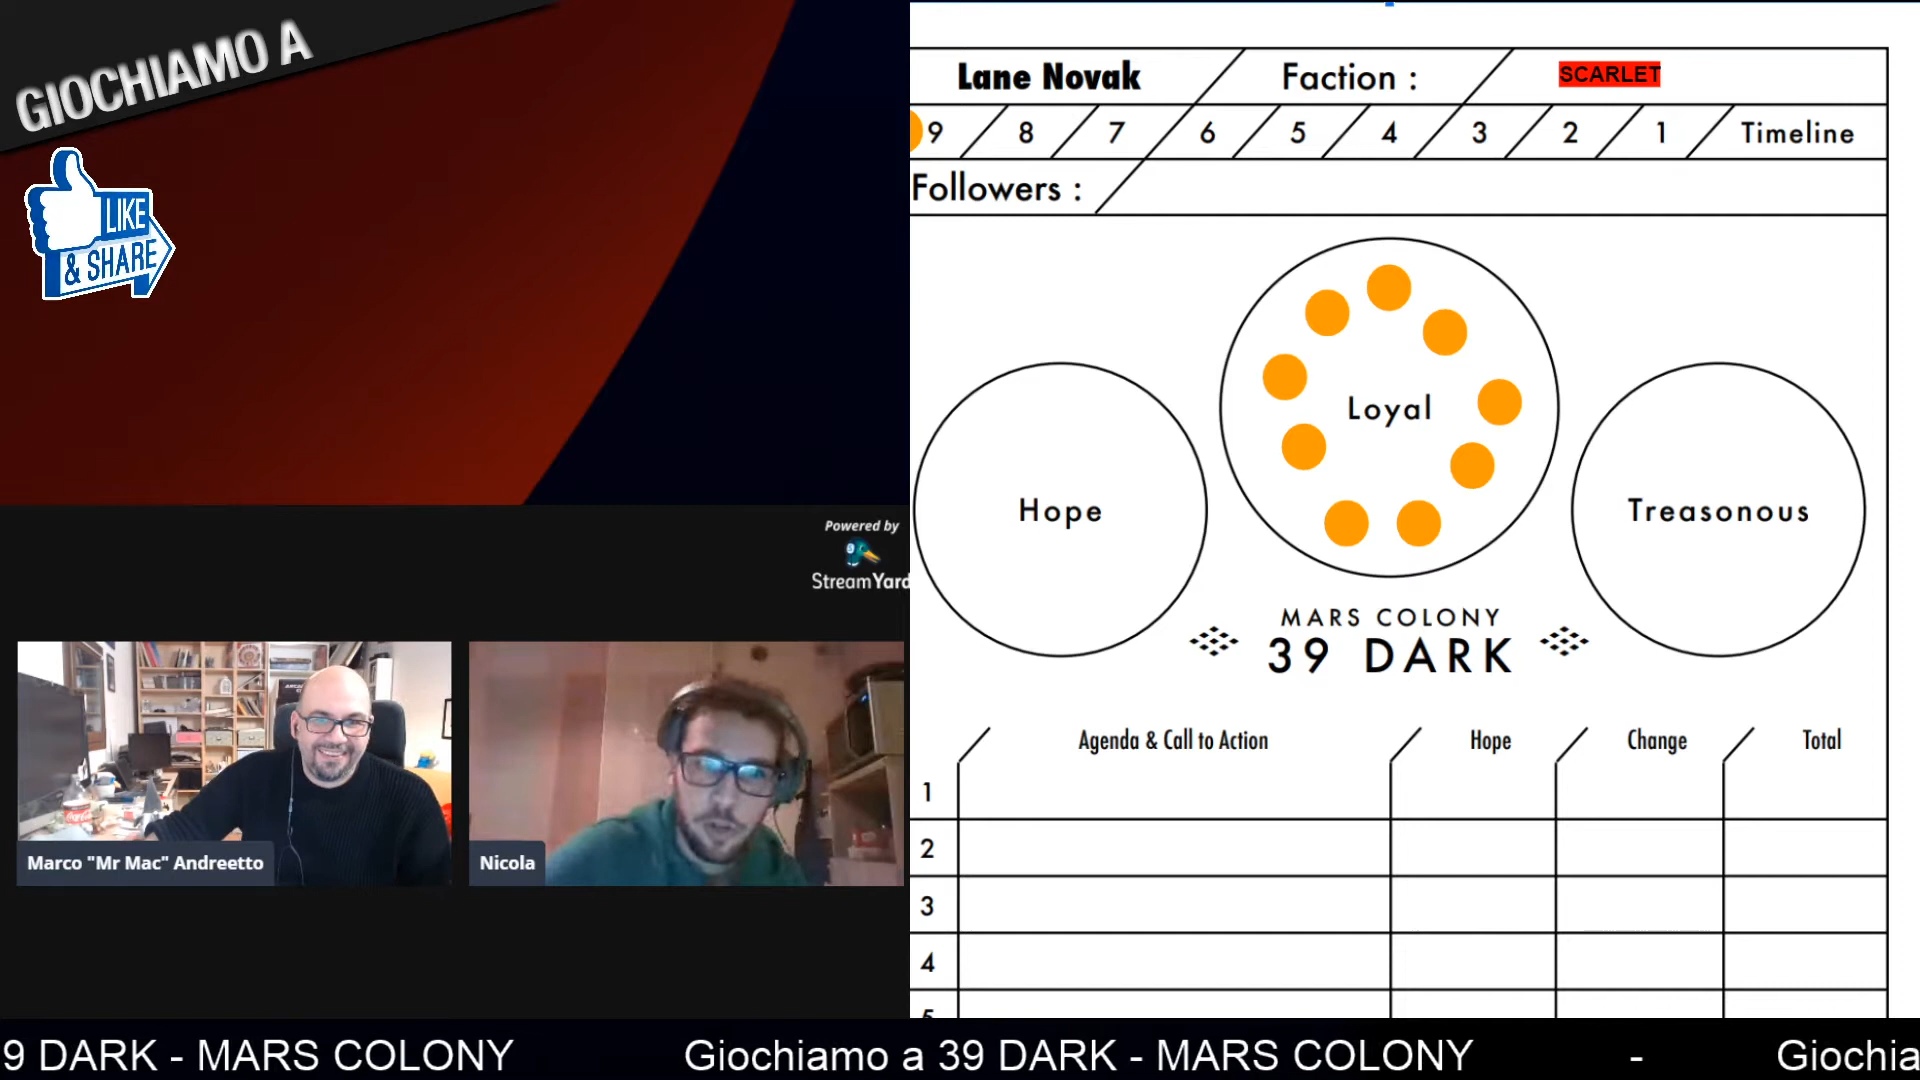 GIOCHIAMO A
LIKE
& SHARE
Powered by
StreamYard
Marco "Mr Mac" Andreetto
Nicola
Lane Novak
Faction :
SCARLET
9 8 7 6 5 4 3 2 1 Timeline
Followers :
Loyal
Hope
Treasonous
MARS COLONY
39 DARK
Agenda & Call to Action Hope Change Total
1
2
3
4
5
9 DARK - MARS COLONY Giochiamo a 39 DARK - MARS COLONY - Giochia